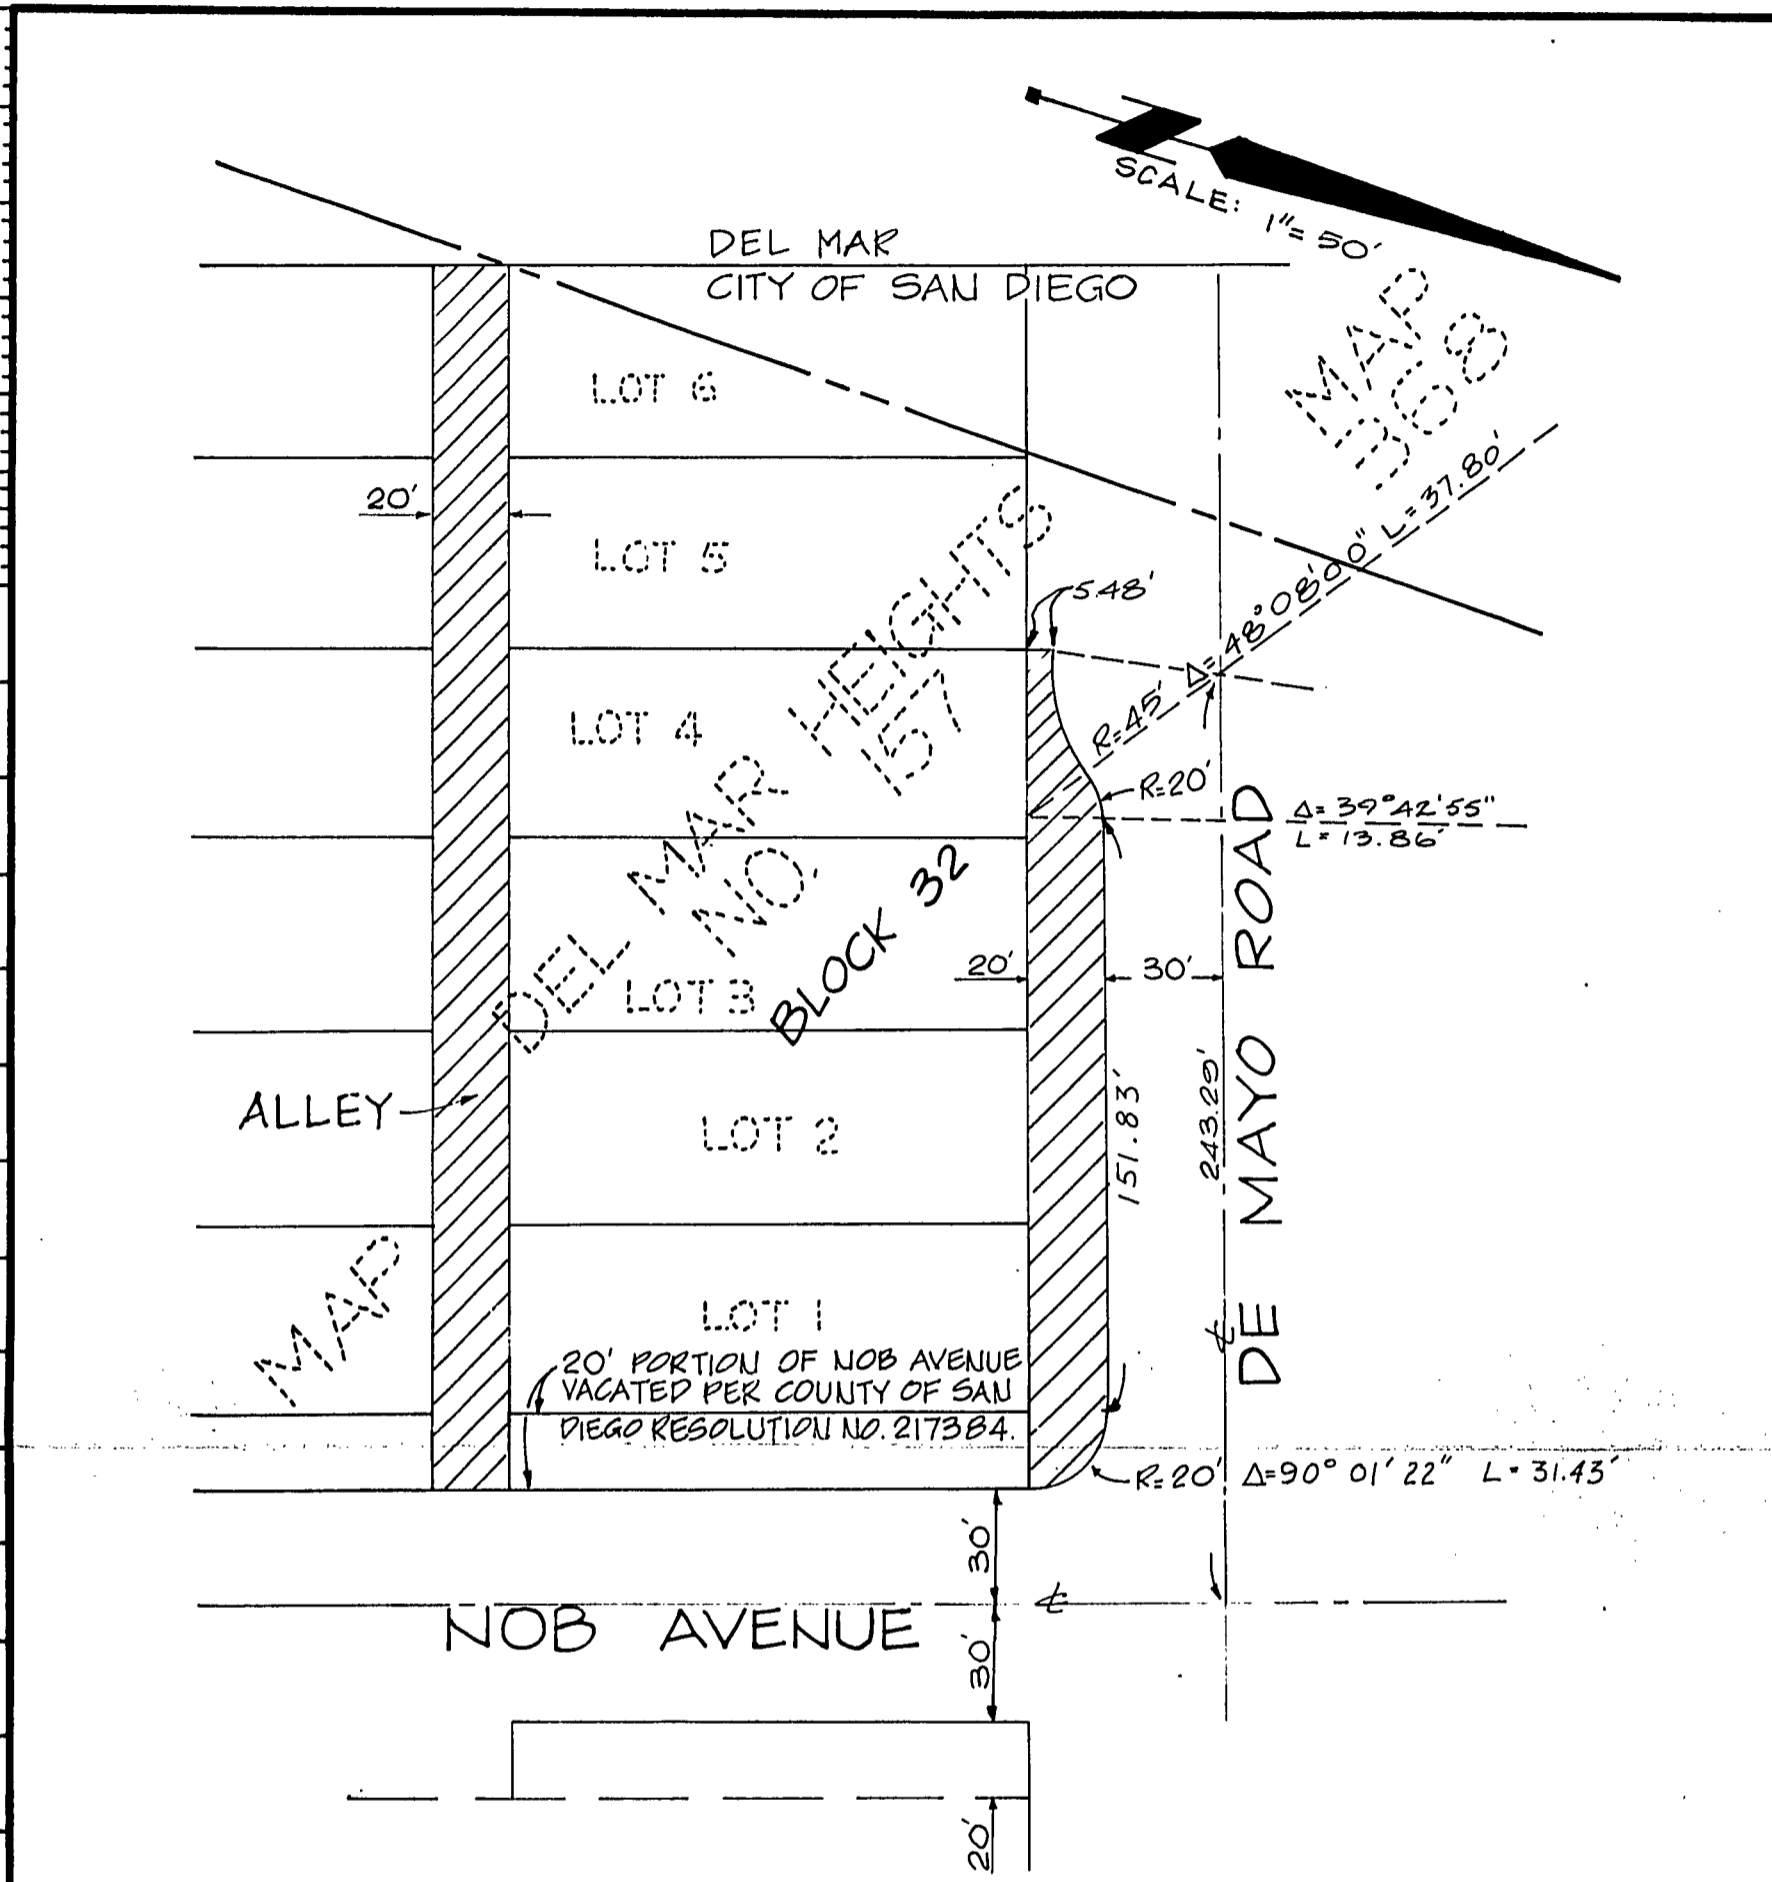 SCALE: 1"=50'
DEL MAR
CITY OF SAN DIEGO
MAP
368
LOT 6
20'
LOT 5
5.48'
Δ=48°08'00" L=37.80'
R=45'
LOT 4
R=20'
Δ=39°42'55"
L=13.86'
DEL MAR HEIGHTS
NO. 157
BLOCK 32
LOT 3
20'
30'
ALLEY
LOT 2
151.83'
243.29'
DE MAYO ROAD
MAP
LOT 1
20' PORTION OF NOB AVENUE
VACATED PER COUNTY OF SAN
DIEGO RESOLUTION NO. 217384.
R=20' Δ=90° 01' 22" L=31.43'
30'
NOB AVENUE
30'
20'